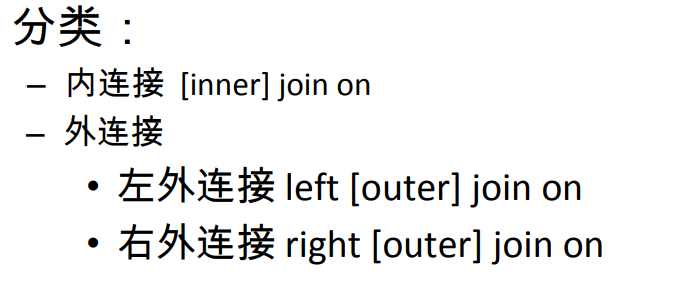 分类：
– 内连接 [inner] join on
– 外连接
• 左外连接 left [outer] join on
• 右外连接 right [outer] join on